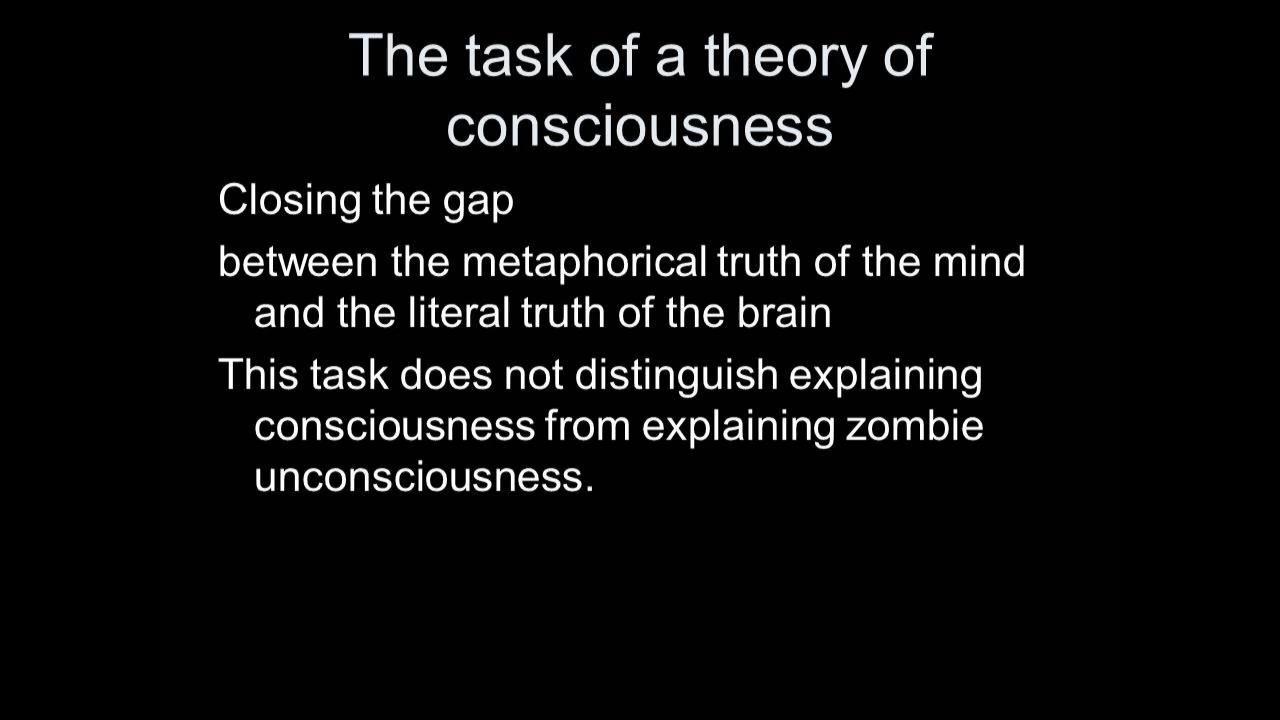 The task of a theory of
consciousness
Closing the gap
between the metaphorical truth of the mind
and the literal truth of the brain
This task does not distinguish explaining
consciousness from explaining zombie
unconsciousness.